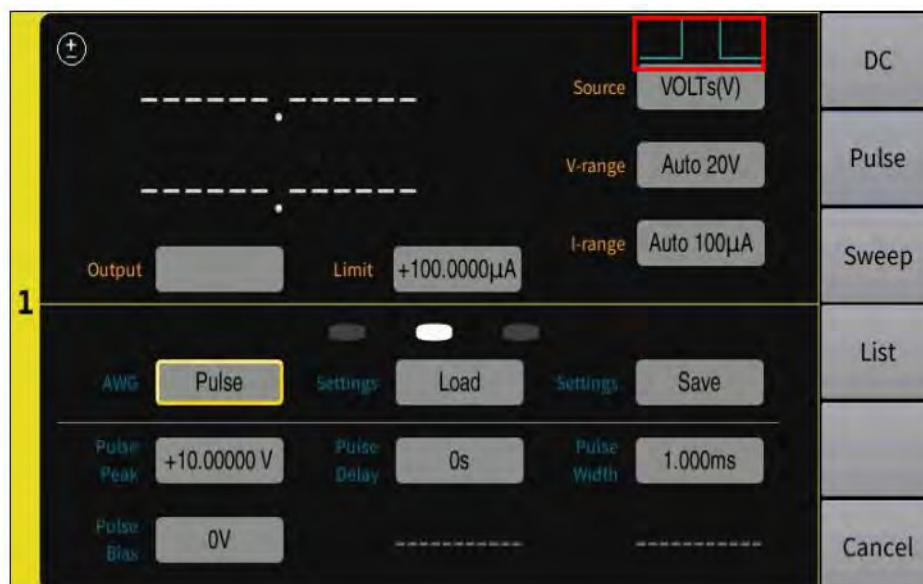 1
Source VOLTs(V)
V-range Auto 20V
I-range Auto 100μA
Output
Limit +100.0000μA
AWG Pulse Settings Load Settings Save
Pulse Peak +10.00000 V Pulse Delay 0s Pulse Width 1.000ms
Pulse Bias 0V
DC
Pulse
Sweep
List
Cancel